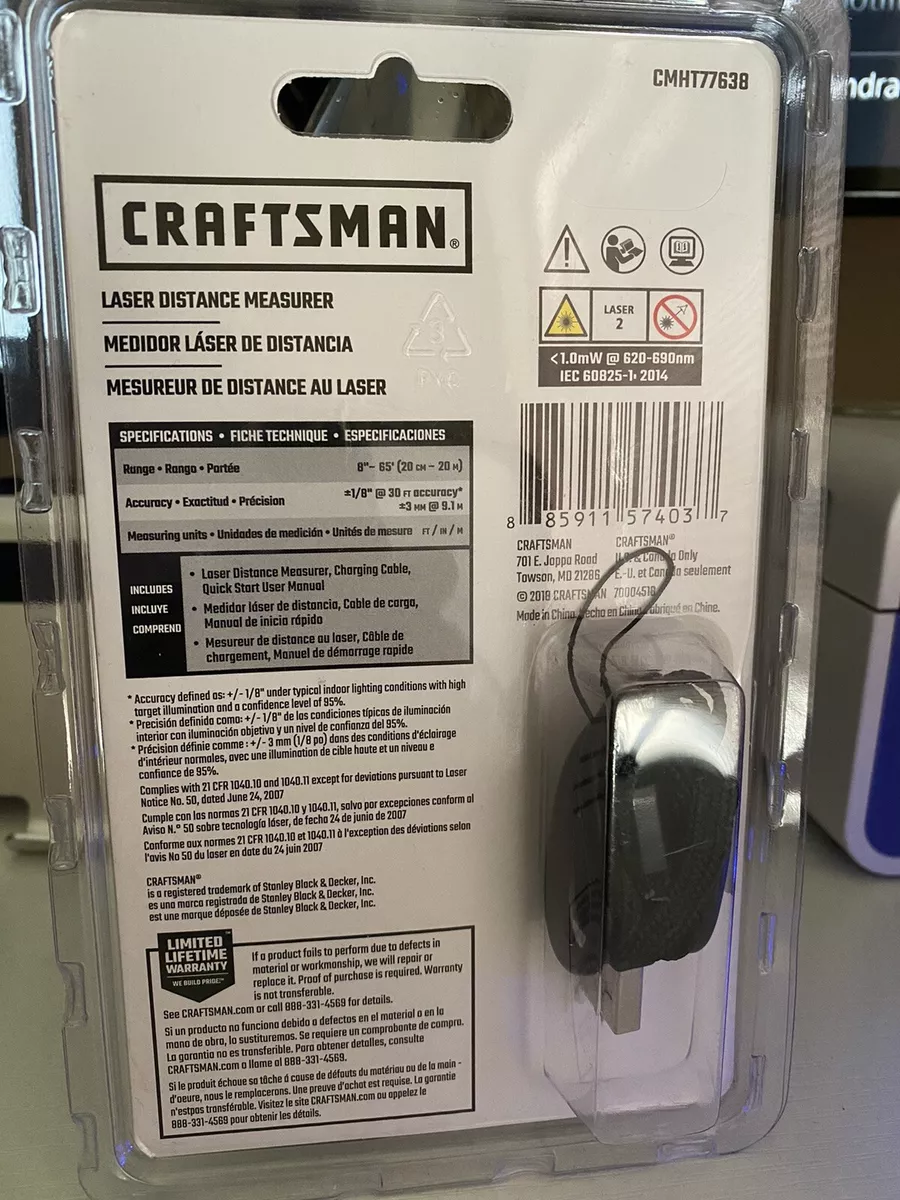 CMHT77638
CRAFTSMAN®
LASER DISTANCE MEASURER
MEDIDOR LÁSER DE DISTANCIA
MESUREUR DE DISTANCE AU LASER
3
PVC
LASER
2
<1.0mW @ 620-690nm
IEC 60825-1: 2014
SPECIFICATIONS • FICHE TECHNIQUE • ESPECIFICACIONES
Range • Rango • Portée 8"– 65' (20 CM – 20 M)
Accuracy • Exactitud • Précision ±1/8" @ 30 FT accuracy*
±3 MM @ 9.1 M
Measuring units • Unidades de medición • Unités de mesure FT / IN / M
INCLUDES
INCLUYE
COMPREND
• Laser Distance Measurer, Charging Cable,
Quick Start User Manual
• Medidor láser de distancia, Cable de carga,
Manual de inicio rápido
• Mesureur de distance au laser, Câble de
chargement, Manuel de démarrage rapide
8 85911 57403 7
CRAFTSMAN
701 E. Joppa Road
Towson, MD 21286
© 2018 CRAFTSMAN
CRAFTSMAN®
U.S. & Canada Only
E.-U. et Canada seulement
70004518
Made in China. Hecho en China. Fabriqué en Chine.
* Accuracy defined as: +/- 1/8" under typical indoor lighting conditions with high
target illumination and a confidence level of 95%.
* Precisión definida como: +/- 1/8" de las condiciones típicas de iluminación
interior con iluminación objetivo y un nivel de confianza del 95%.
* Précision définie comme : +/- 3 mm (1/8 po) dans des conditions d'éclairage
d'intérieur normales, avec une illumination de cible haute et un niveau e
confiance de 95%.
Complies with 21 CFR 1040.10 and 1040.11 except for deviations pursuant to Laser
Notice No. 50, dated June 24, 2007
Cumple con las normas 21 CFR 1040.10 y 1040.11, salvo por excepciones conform al
Aviso N.° 50 sobre tecnología láser, de fecha 24 de junio de 2007
Conforme aux normes 21 CFR 1040.10 et 1040.11 à l'exception des déviations selon
l'avis No 50 du laser en date du 24 juin 2007
CRAFTSMAN®
is a registered trademark of Stanley Black & Decker, Inc.
es una marca registrada de Stanley Black & Decker, Inc.
est une marque déposée de Stanley Black & Decker, Inc.
LIMITED
LIFETIME
WARRANTY
WE BUILD PRIDE™
If a product fails to perform due to defects in
material or workmanship, we will repair or
replace it. Proof of purchase is required. Warranty
is not transferable.
See CRAFTSMAN.com or call 888-331-4569 for details.
Si un producto no funciona debido a defectos en el material o en la
mano de obra, lo sustituremos. Se requiere un comprobante de compra.
La garantía no es transferible. Para obtener detalles, consulte
CRAFTSMAN.com o llame al 888-331-4569.
Si le produit échoue sa tâche á cause de défauts du matériau ou de la main -
d'oeure, nous le remplacerons. Une preuve d'achat est requise. La garantie
n'estpas transférable. Visitez le site CRAFTSMAN.com ou appelez le
888-331-4569 pour obtenir les détails.